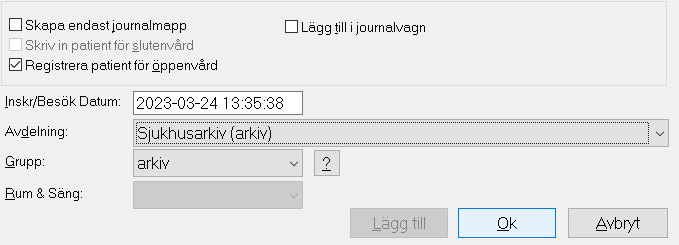 Skapa endast journalmapp
Lägg till i journalvagn
Skriv in patient för slutenvård
Registrera patient för öppenvård
Inskr/Besök Datum: 2023-03-24 13:35:38
Avdelning: Sjukhusarkiv (arkiv)
Grupp: arkiv ?
Rum & Säng:
Lägg till Ok Avbryt